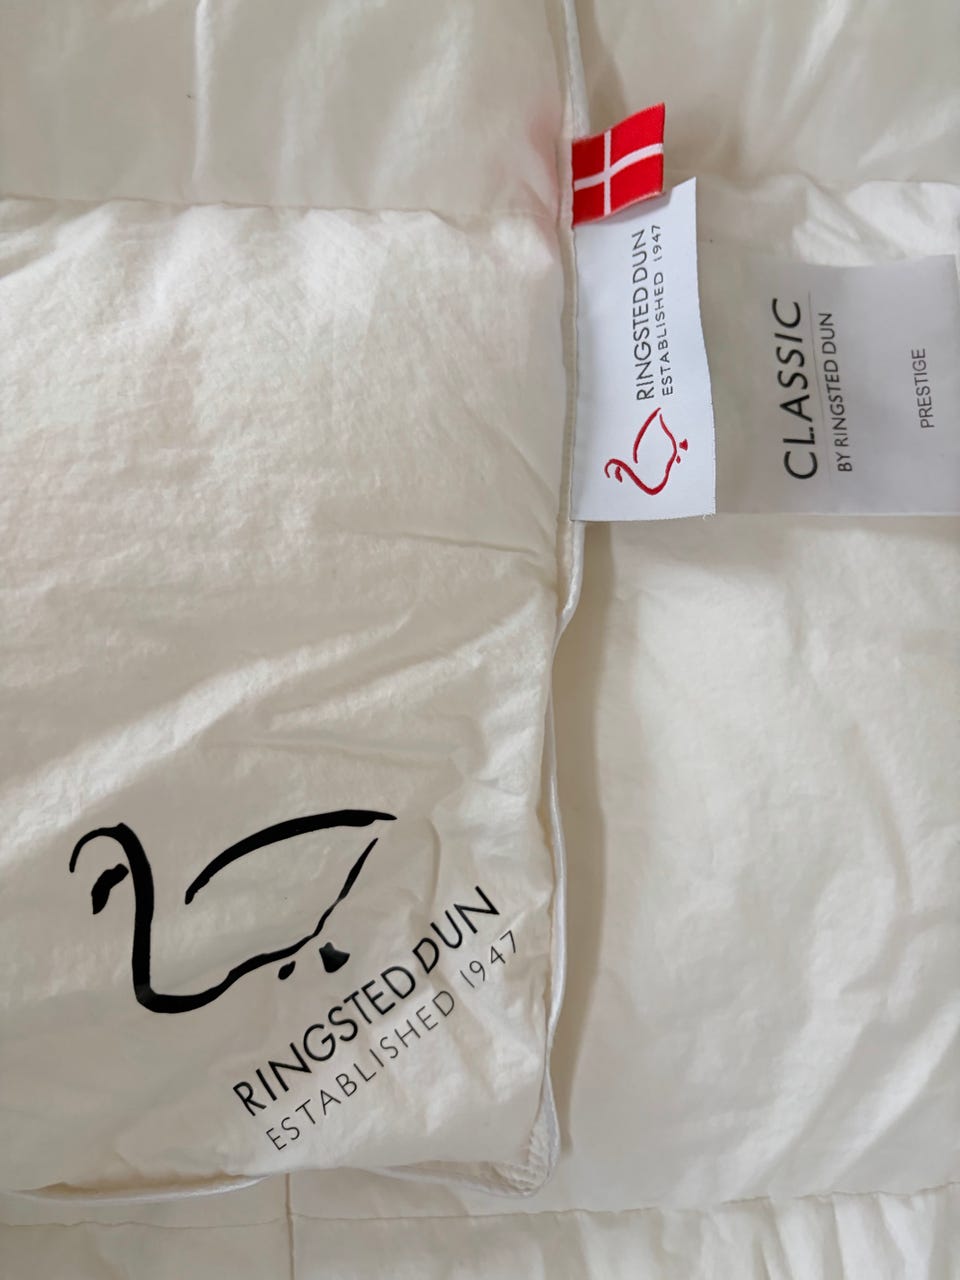 RINGSTED DUN
ESTABLISHED 1947
CLASSIC
BY RINGSTED DUN
PRESTIGE
RINGSTED DUN
ESTABLISHED 1947